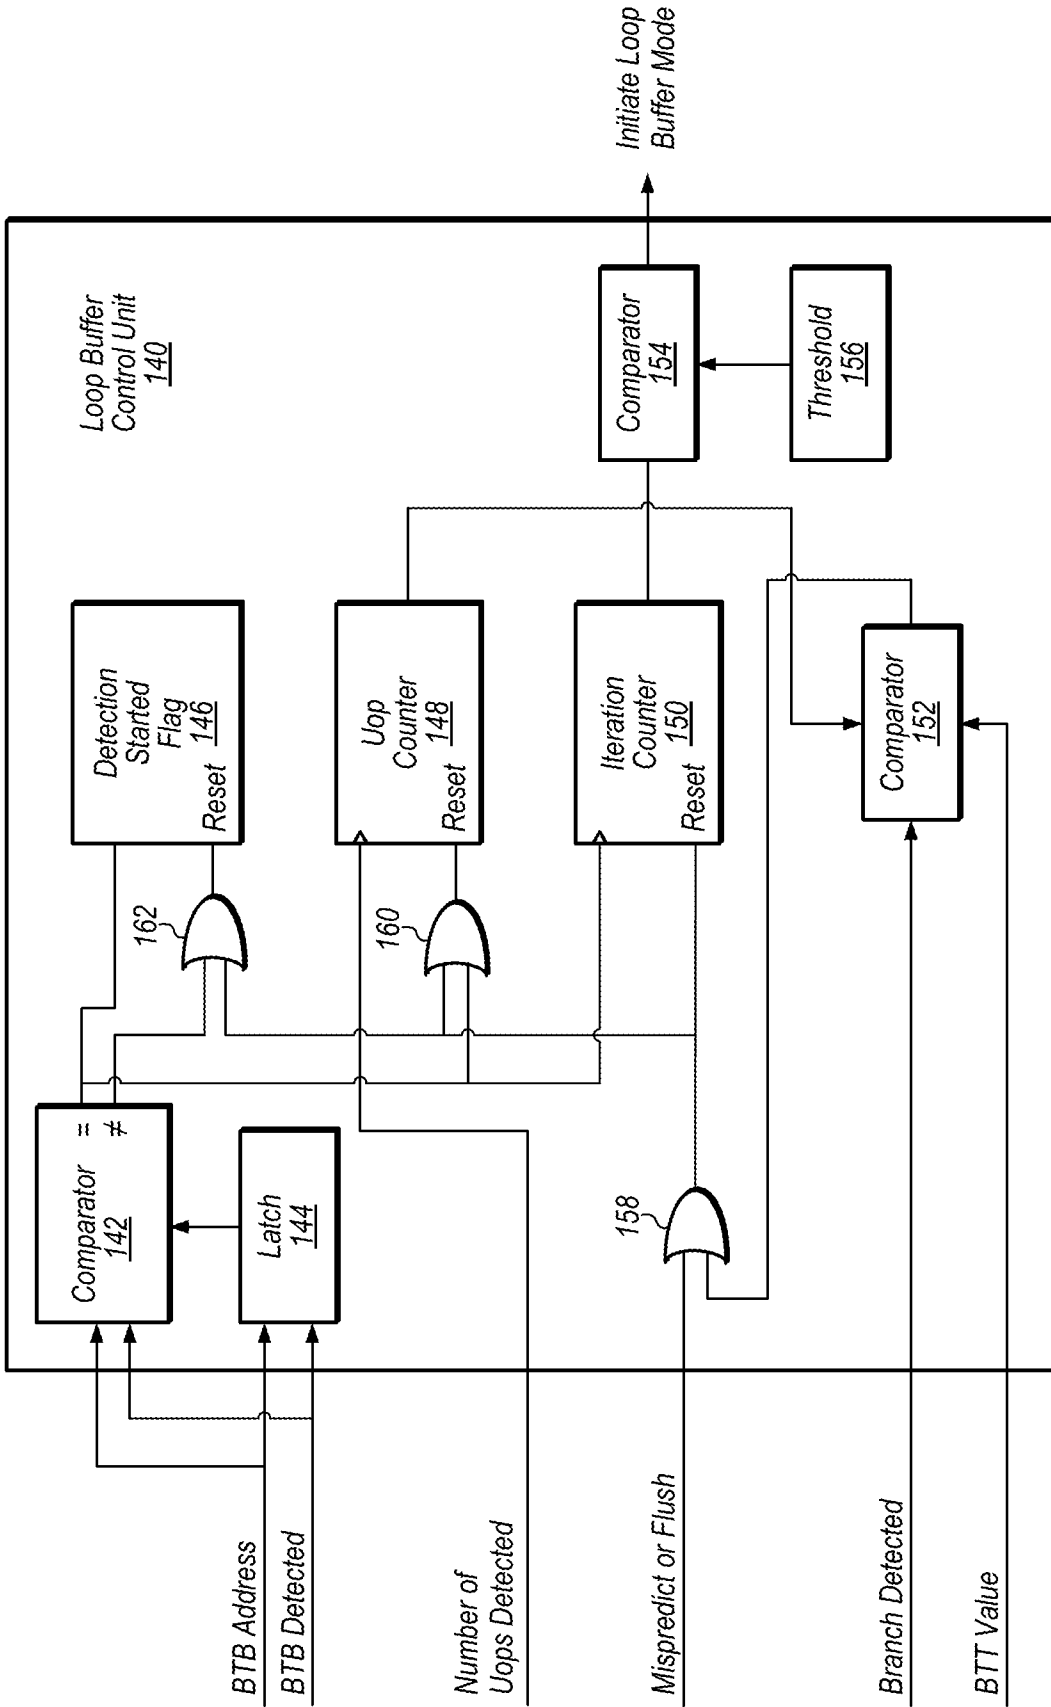 BTB Address
BTB Detected
Number of
Uops Detected
Mispredict or Flush
Branch Detected
BTT Value
Loop Buffer
Control Unit
140
Comparator
142
=
≠
Latch
144
162
Detection
Started
Flag
146
Reset
160
Uop
Counter
148
Reset
158
Iteration
Counter
150
Reset
Comparator
152
Comparator
154
Threshold
156
Initiate Loop
Buffer Mode